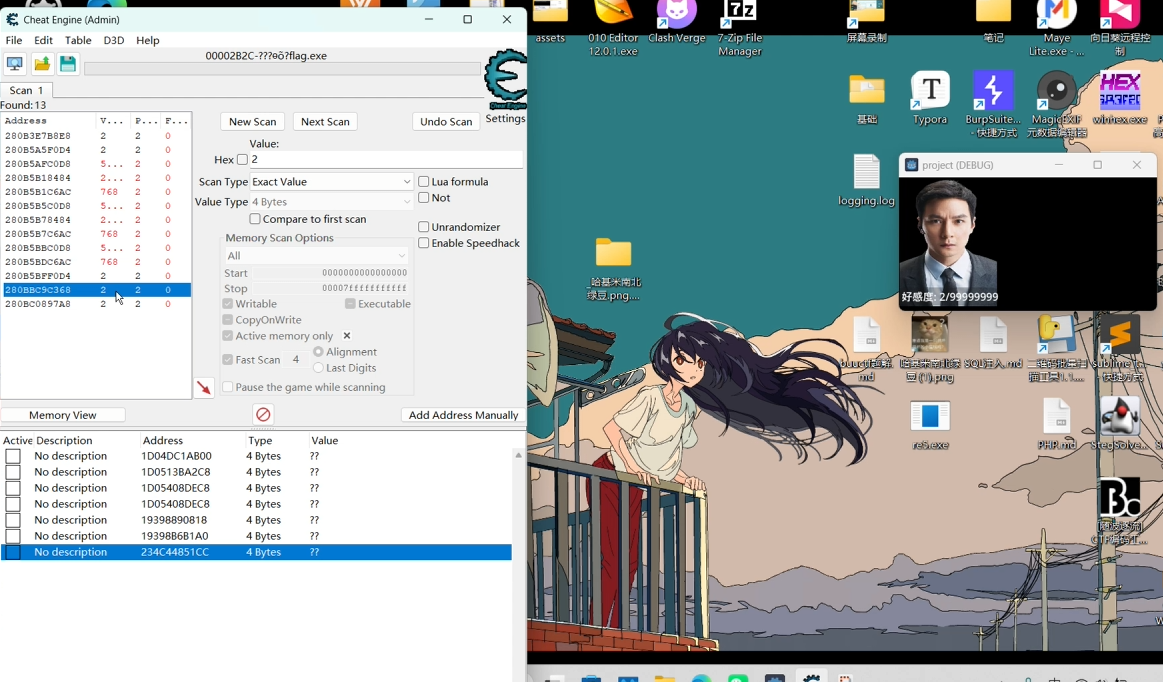 Cheat Engine (Admin)
File Edit Table D3D Help
00002B2C-???eö?flag.exe
Scan 1
Found:13
Settings
Address V... P... F...
280B3E7B8E8 2 2 0
280B5A5F0D4 2 2 0
280B5AFC0D8 5... 2 0
280B5B18484 2... 2 0
280B5B1C6AC 768 2 0
280B5B5C0D8 5... 2 0
280B5B78484 2... 2 0
280B5B7C6AC 768 2 0
280B5BBC0D8 5... 2 0
280B5BDC6AC 768 2 0
280B5BFF0D4 2 2 0
280BBC9C368 2 2 0
280BC0897A8 2 2 0
New Scan Next Scan Undo Scan
Value:
Hex 2
Scan Type Exact Value
Lua formula
Not
Value Type 4 Bytes
Compare to first scan
Unrandomizer
Enable Speedhack
Memory Scan Options
All
Start 0000000000000000
Stop 00007fffffffffff
Writable Executable
CopyOnWrite
Active memory only
Fast Scan 4 Alignment
Last Digits
Pause the game while scanning
Memory View Add Address Manually
Active Description Address Type Value
No description 1D04DC1AB00 4 Bytes ??
No description 1D0513BA2C8 4 Bytes ??
No description 1D05408DEC8 4 Bytes ??
No description 1D05408DEC8 4 Bytes ??
No description 19398890818 4 Bytes ??
No description 19398B6B1A0 4 Bytes ??
No description 234C44851CC 4 Bytes ??
assets
010 Editor
12.0.1.exe
Clash Verge
7z
7-Zip File
Manager
屏幕录制
笔记
Maye
Lite.exe - ...
向日葵远程控
制
基础
T
Typora
BurpSuite...
- 快捷方式
MagicEXIF
元数据编辑器
HEX
winhex.exe
logging.log
project (DEBUG)
好感度: 2/99999999
_哈基米南北
绿豆.png....
buuct题解.
md
哈基米南北绿
豆 (1).png
SQL注入.md
二维码批量扫
描工具1.1....
sublime t...
- 快捷方式
re5.exe
PHP.md
StegSolve...
[随波逐流]
CTF编码工...